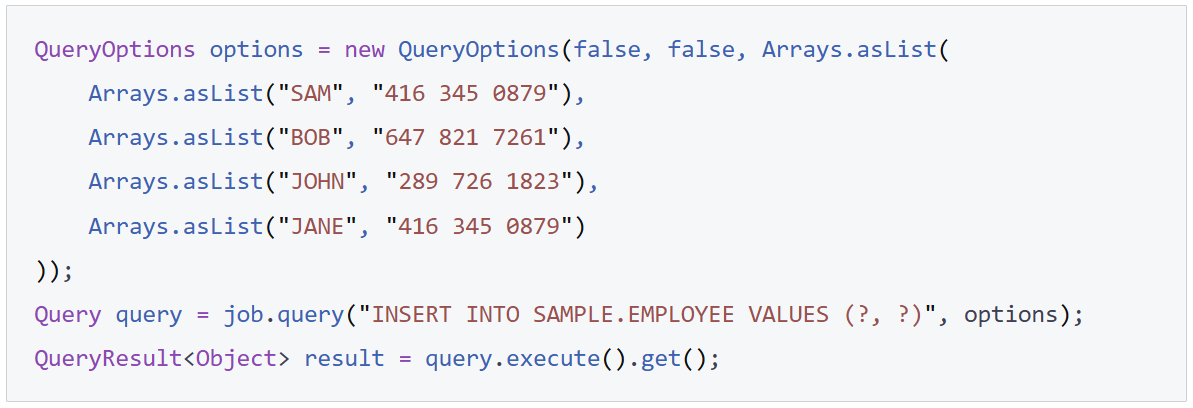 QueryOptions options = new QueryOptions(false, false, Arrays.asList(
    Arrays.asList("SAM", "416 345 0879"),
    Arrays.asList("BOB", "647 821 7261"),
    Arrays.asList("JOHN", "289 726 1823"),
    Arrays.asList("JANE", "416 345 0879")
));
Query query = job.query("INSERT INTO SAMPLE.EMPLOYEE VALUES (?, ?)", options);
QueryResult<Object> result = query.execute().get();